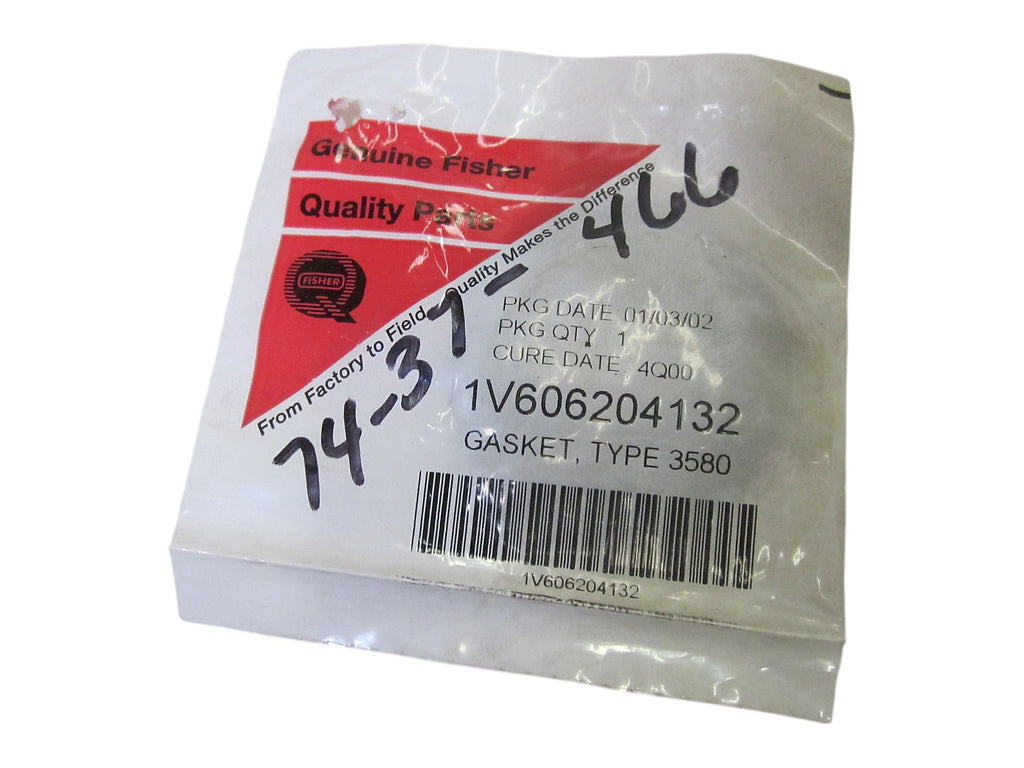 Genuine Fisher
Quality Parts
FISHER
From Factory to Field, Quality Makes the Difference
74-37-466
PKG DATE 01/03/02
PKG QTY 1
CURE DATE 4Q00
1V606204132
GASKET, TYPE 3580
1V606204132